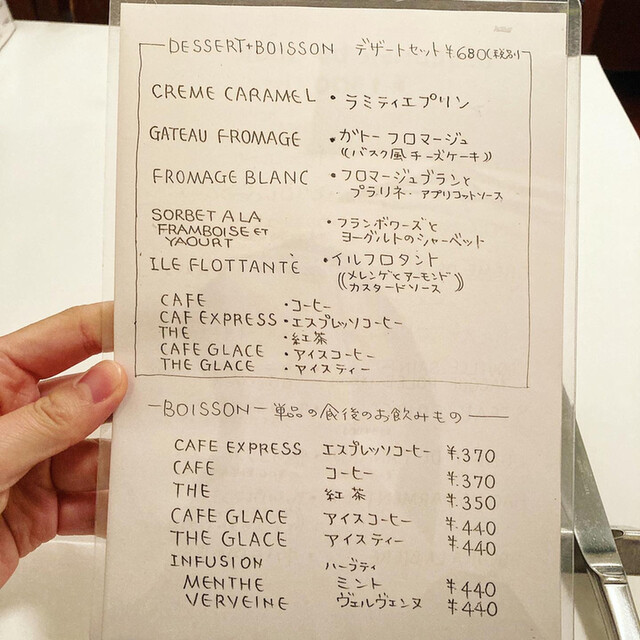 DESSERT+BOISSON デザートセット ¥.680(税別)
CREME CARAMEL ・ラミティエプリン
GATEAU FROMAGE ・ガトーフロマージュ
((バスク風チーズケーキ))
FROMAGE BLANC ・フロマージュブランと
プラリネ・アプリコットソース
SORBET A LA
FRAMBOISE ET ・フランボワーズと
YAOURT ヨーグルトのシャーベット
ILE FLOTTANTÈ ・イルフロタント
((メレンゲとアーモンド
カスタードソース))
CAFE ・コーヒー
CAF EXPRESS ・エスプレッソコーヒー
THE ・紅茶
CAFE GLACE ・アイスコーヒー
THE GLACE ・アイスティー
—BOISSON— 単品の食後のお飲みもの —
CAFE EXPRESS エスプレッソコーヒー ¥.370
CAFE コーヒー ¥.370
THE 紅茶 ¥.350
CAFE GLACE アイスコーヒー ¥.440
THE GLACE アイスティー ¥.440
INFUSION ハーブティ
MENTHE ミント ¥.440
VERVEINE ヴェルヴェンヌ ¥.440